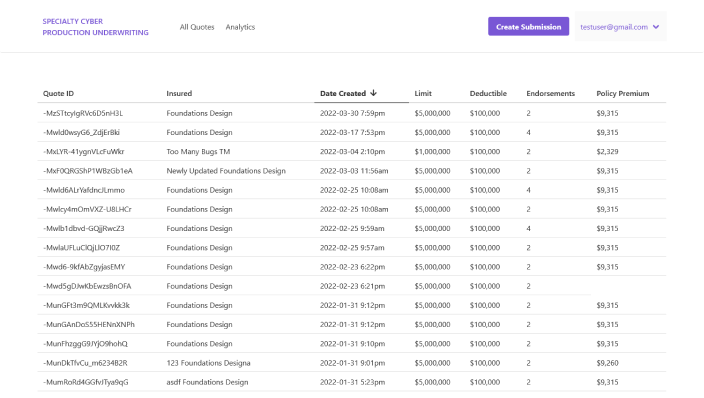 SPECIALTY CYBER
PRODUCTION UNDERWRITING
All Quotes Analytics
Create Submission
testuser@gmail.com
Quote ID Insured Date Created Limit Deductible Endorsements Policy Premium
-MzSTtcyIgRVc6D5nH3L Foundations Design 2022-03-30 7:59pm $5,000,000 $100,000 2 $9,315
-Mwld0wsyG6_ZdjEr8ki Foundations Design 2022-03-17 7:53pm $5,000,000 $100,000 4 $9,315
-MxLYR-41ygnVLcFuWkr Too Many Bugs TM 2022-03-04 2:10pm $1,000,000 $100,000 2 $2,329
-MxF0QRGShP1WBzGb1eA Newly Updated Foundations Design 2022-03-03 11:56am $5,000,000 $100,000 2 $9,315
-Mwld6ALrYafdncJLmmo Foundations Design 2022-02-25 10:08am $5,000,000 $100,000 4 $9,315
-Mwlcy4mOmVXZ-U8LHCr Foundations Design 2022-02-25 10:08am $5,000,000 $100,000 2 $9,315
-Mwlb1dbvd-GQjjRwcZ3 Foundations Design 2022-02-25 9:59am $5,000,000 $100,000 4 $9,315
-MwlaUFLuClQjLlO7I0Z Foundations Design 2022-02-25 9:57am $5,000,000 $100,000 2 $9,315
-Mwd6-9kfAbZgyjasEMY Foundations Design 2022-02-23 6:22pm $5,000,000 $100,000 2 $9,315
-Mwd5gDJwKbEwzs8nOFA Foundations Design 2022-02-23 6:21pm $5,000,000 $100,000 2
-MunGFt3m9QMLKvvkk3k Foundations Design 2022-01-31 9:12pm $5,000,000 $100,000 2 $9,315
-MunGAnDoS55HENnXNPh Foundations Design 2022-01-31 9:12pm $5,000,000 $100,000 2 $9,315
-MunFhzggG9JYjO9hohQ Foundations Design 2022-01-31 9:10pm $5,000,000 $100,000 2 $9,315
-MunDkTfvCu_m6234B2R 123 Foundations Designa 2022-01-31 9:01pm $5,000,000 $100,000 2 $9,260
-MumRoRd4GGfvJTya9qG asdf Foundations Design 2022-01-31 5:23pm $5,000,000 $100,000 2 $9,315